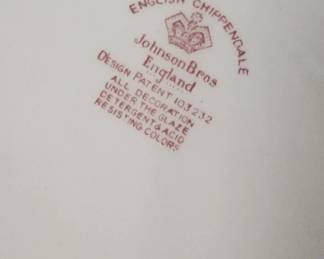 ENGLISH CHIPPENDALE
Johnson Bros
England
DESIGN PATENT 103232
ALL DECORATION
UNDER THE GLAZE
DETERGENT & ACID
RESISTING COLORS